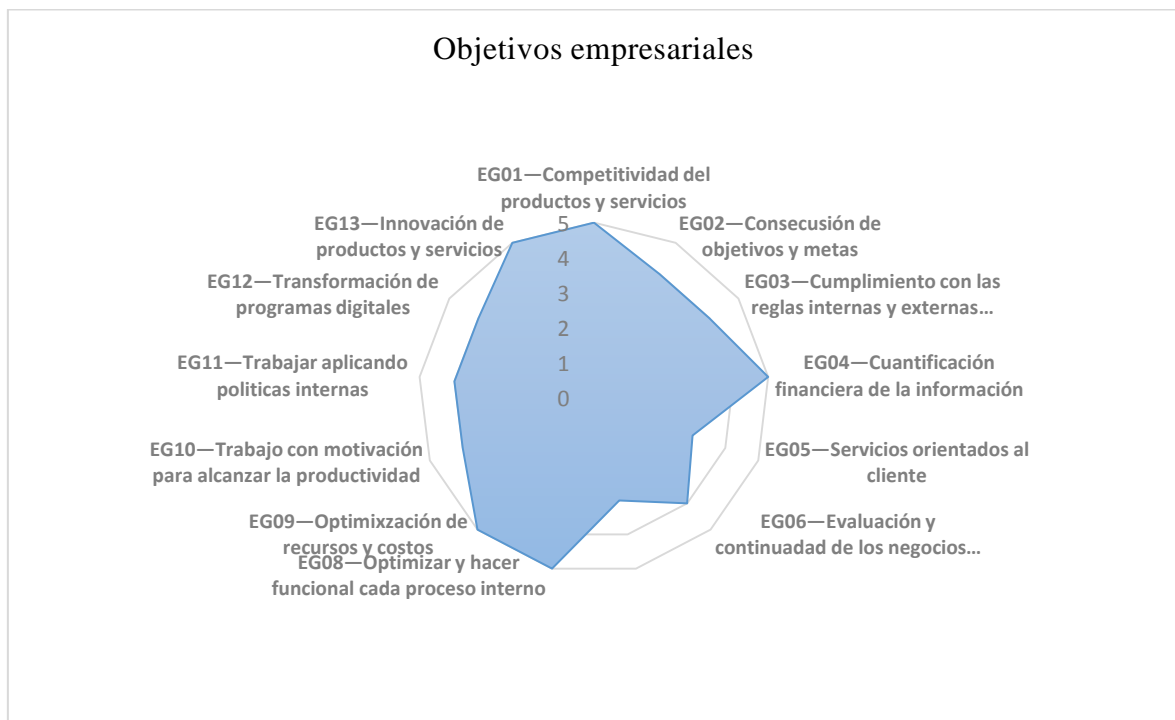 Objetivos empresariales
EG01—Competitividad del
productos y servicios
EG02—Consecusión de
objetivos y metas
EG03—Cumplimiento con las
reglas internas y externas...
EG04—Cuantificación
financiera de la información
EG05—Servicios orientados al
cliente
EG06—Evaluación y
continuadad de los negocios...
EG08—Optimizar y hacer
funcional cada proceso interno
EG09—Optimixzación de
recursos y costos
EG10—Trabajo con motivación
para alcanzar la productividad
EG11—Trabajar aplicando
politicas internas
EG12—Transformación de
programas digitales
EG13—Innovación de
productos y servicios
5
4
3
2
1
0